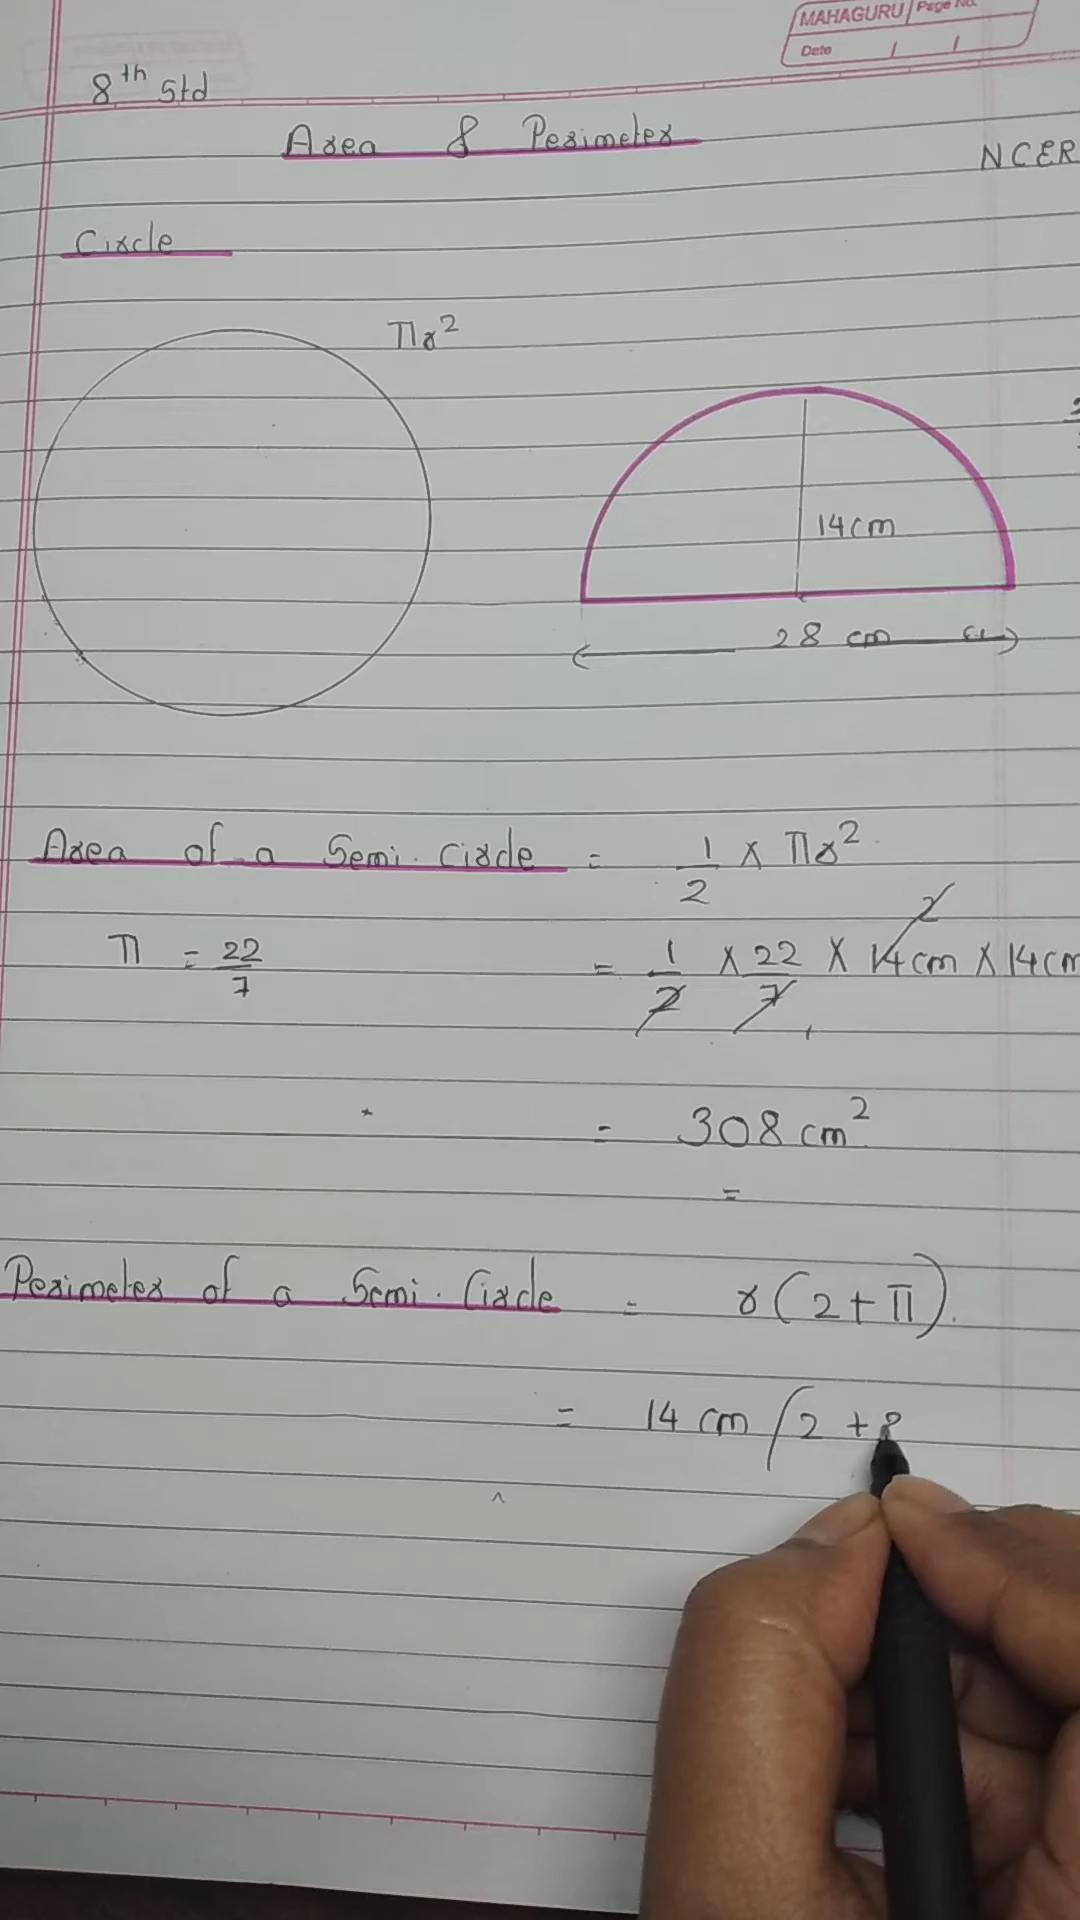 MAHAGURU Page No.
Date / /
8th Std
Area & Perimeter
NCER
Circle
πr²
14cm
28 cm
Area of a Semi. Circle = 1/2 × πr²
π = 22/7 = 1/2 × 22/7 × 14cm × 14cm
2
= 308 cm²
=
Perimeter of a Semi. Circle = r(2+π).
= 14 cm (2 +